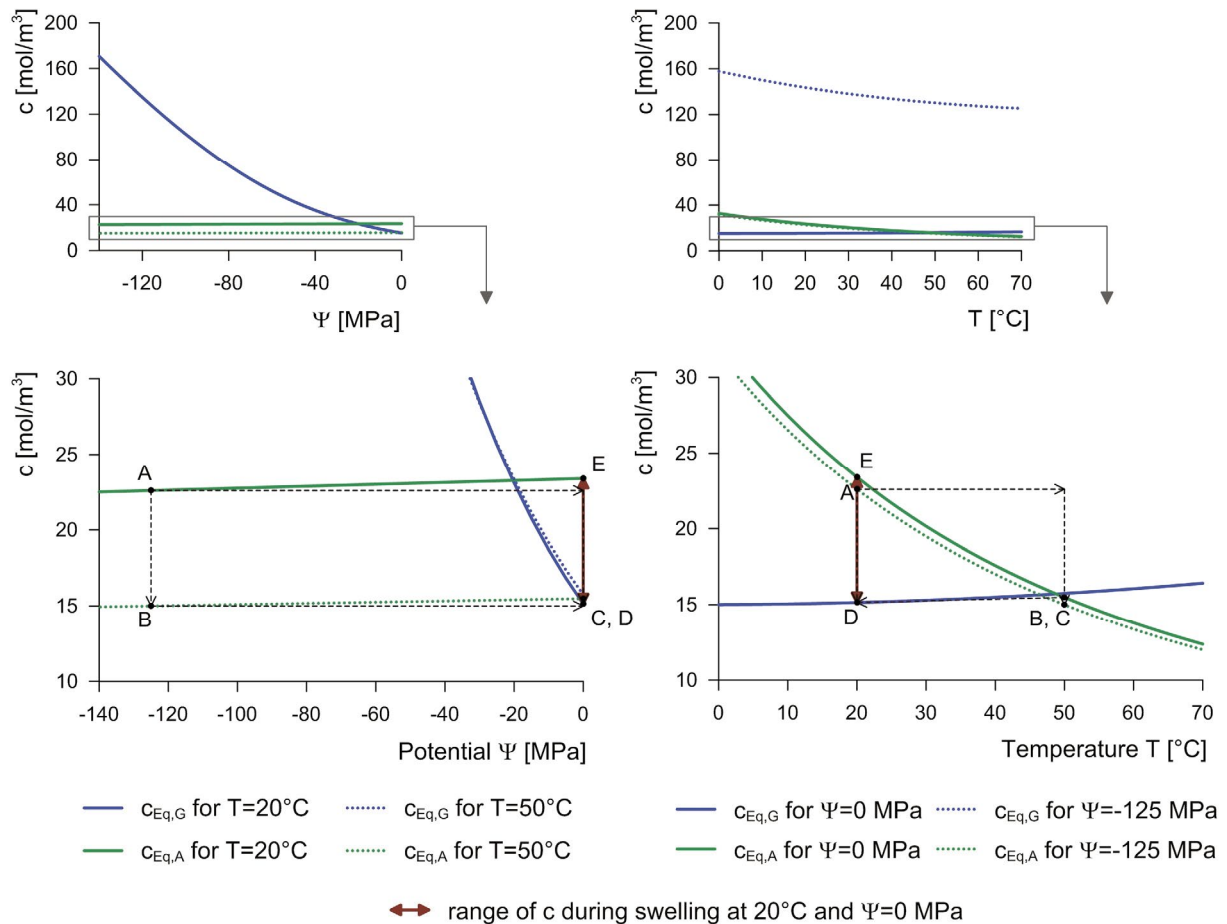 c [mol/m³]
200
160
120
80
40
0
-120
-80
-40
0
Ψ [MPa]
c [mol/m³]
200
160
120
80
40
0
0
10
20
30
40
50
60
70
T [°C]
c [mol/m³]
30
25
20
15
10
A
B
E
C, D
-140
-120
-100
-80
-60
-40
-20
0
Potential Ψ [MPa]
c [mol/m³]
30
25
20
15
10
E
A
D
B, C
0
10
20
30
40
50
60
70
Temperature T [°C]
c_Eq,G for T=20°C
c_Eq,G for T=50°C
c_Eq,A for T=20°C
c_Eq,A for T=50°C
c_Eq,G for Ψ=0 MPa
c_Eq,G for Ψ=-125 MPa
c_Eq,A for Ψ=0 MPa
c_Eq,A for Ψ=-125 MPa
range of c during swelling at 20°C and Ψ=0 MPa